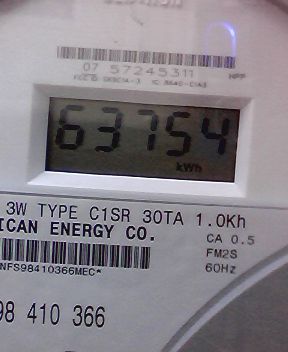 07 57245311
63754
kWh
3W TYPE C1SR 30TA 1.0Kh
ICAN ENERGY CO.
CA 0.5
FM2S
60Hz
NFS98410366MEC*
98 410 366